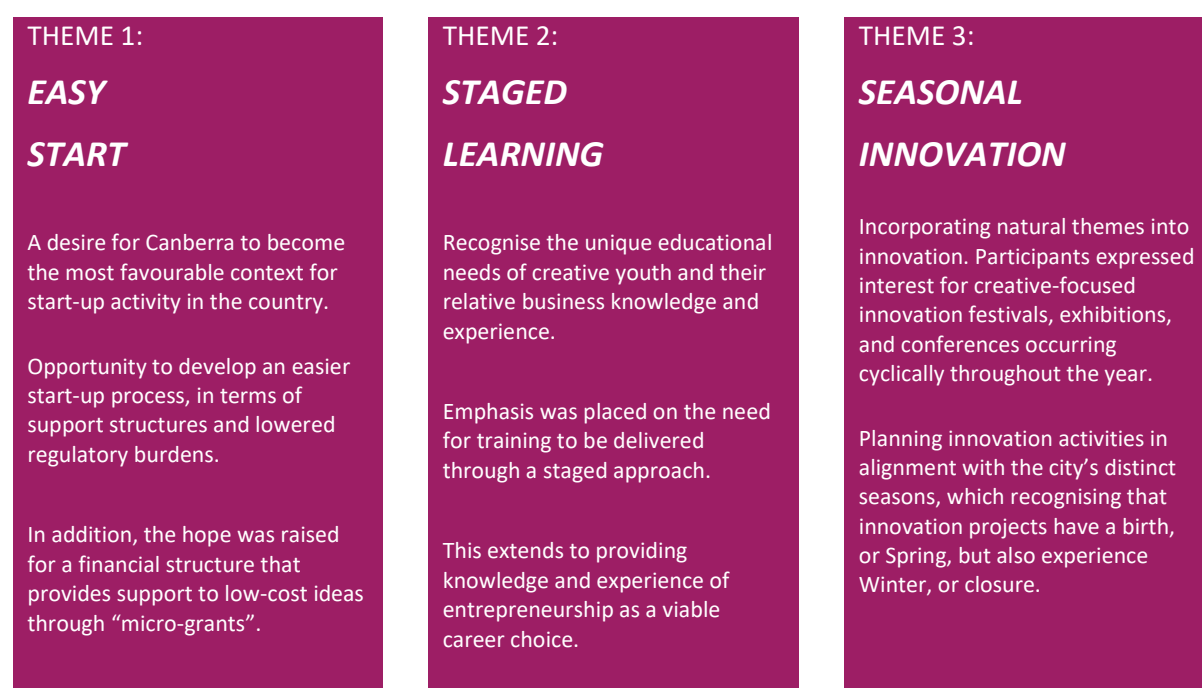 THEME 1:
EASY
START
A desire for Canberra to become
the most favourable context for
start-up activity in the country.
Opportunity to develop an easier
start-up process, in terms of
support structures and lowered
regulatory burdens.
In addition, the hope was raised
for a financial structure that
provides support to low-cost ideas
through “micro-grants”.
THEME 2:
STAGED
LEARNING
Recognise the unique educational
needs of creative youth and their
relative business knowledge and
experience.
Emphasis was placed on the need
for training to be delivered
through a staged approach.
This extends to providing
knowledge and experience of
entrepreneurship as a viable
career choice.
THEME 3:
SEASONAL
INNOVATION
Incorporating natural themes into
innovation. Participants expressed
interest for creative-focused
innovation festivals, exhibitions,
and conferences occurring
cyclically throughout the year.
Planning innovation activities in
alignment with the city’s distinct
seasons, which recognising that
innovation projects have a birth,
or Spring, but also experience
Winter, or closure.